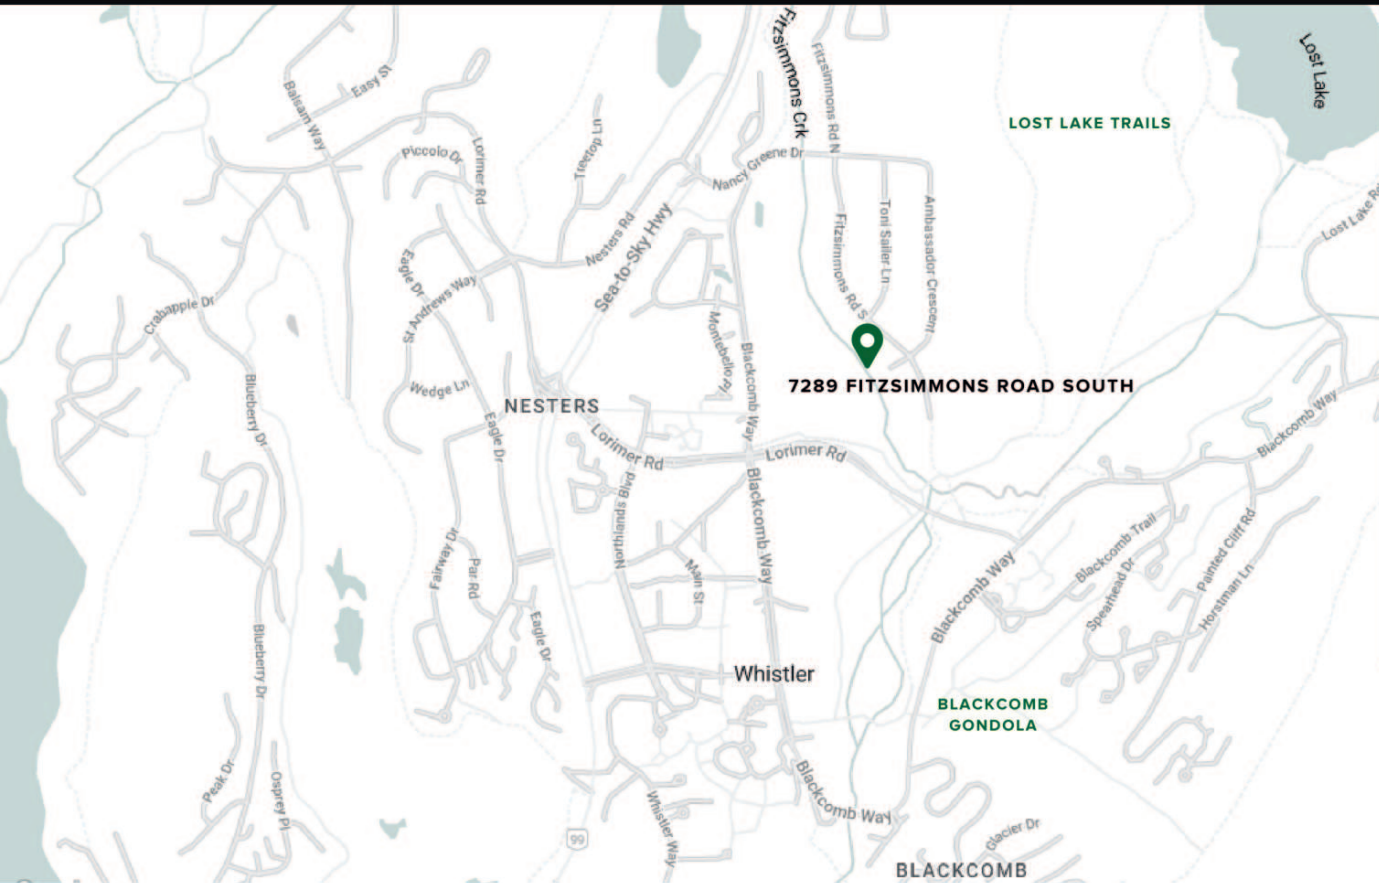 Fitzsimmons Crk
Fitzsimmons Rd N
Lost Lake
Easy St
Balsam Way
LOST LAKE TRAILS
Piccolo Dr
Lorimer Rd
Treetop Ln
Nancy Greene Dr
Nesters Rd
Sea-to-Sky Hwy
Fitzsimmons Rd S
Toni Sailer Ln
Ambassador Crescent
Lost Lake Rd
Eagle Dr
St Andrews Way
Crabapple Dr
Montebello Pl
Blackcomb Way
7289 FITZSIMMONS ROAD SOUTH
Wedge Ln
NESTERS
Blueberry Dr
Eagle Dr
Lorimer Rd
Lorimer Rd
Blackcomb Way
Northlands Blvd
Blackcomb Way
Fairway Dr
Par Rd
Main St
Blackcomb Trail
Spearhead Dr
Painted Cliff Rd
Horstman Ln
Blackcomb Way
Eagle Dr
Blueberry Dr
Whistler
BLACKCOMB
GONDOLA
Peak Dr
Osprey Pl
Whistler Way
Blackcomb Way
99
Glacier Dr
BLACKCOMB